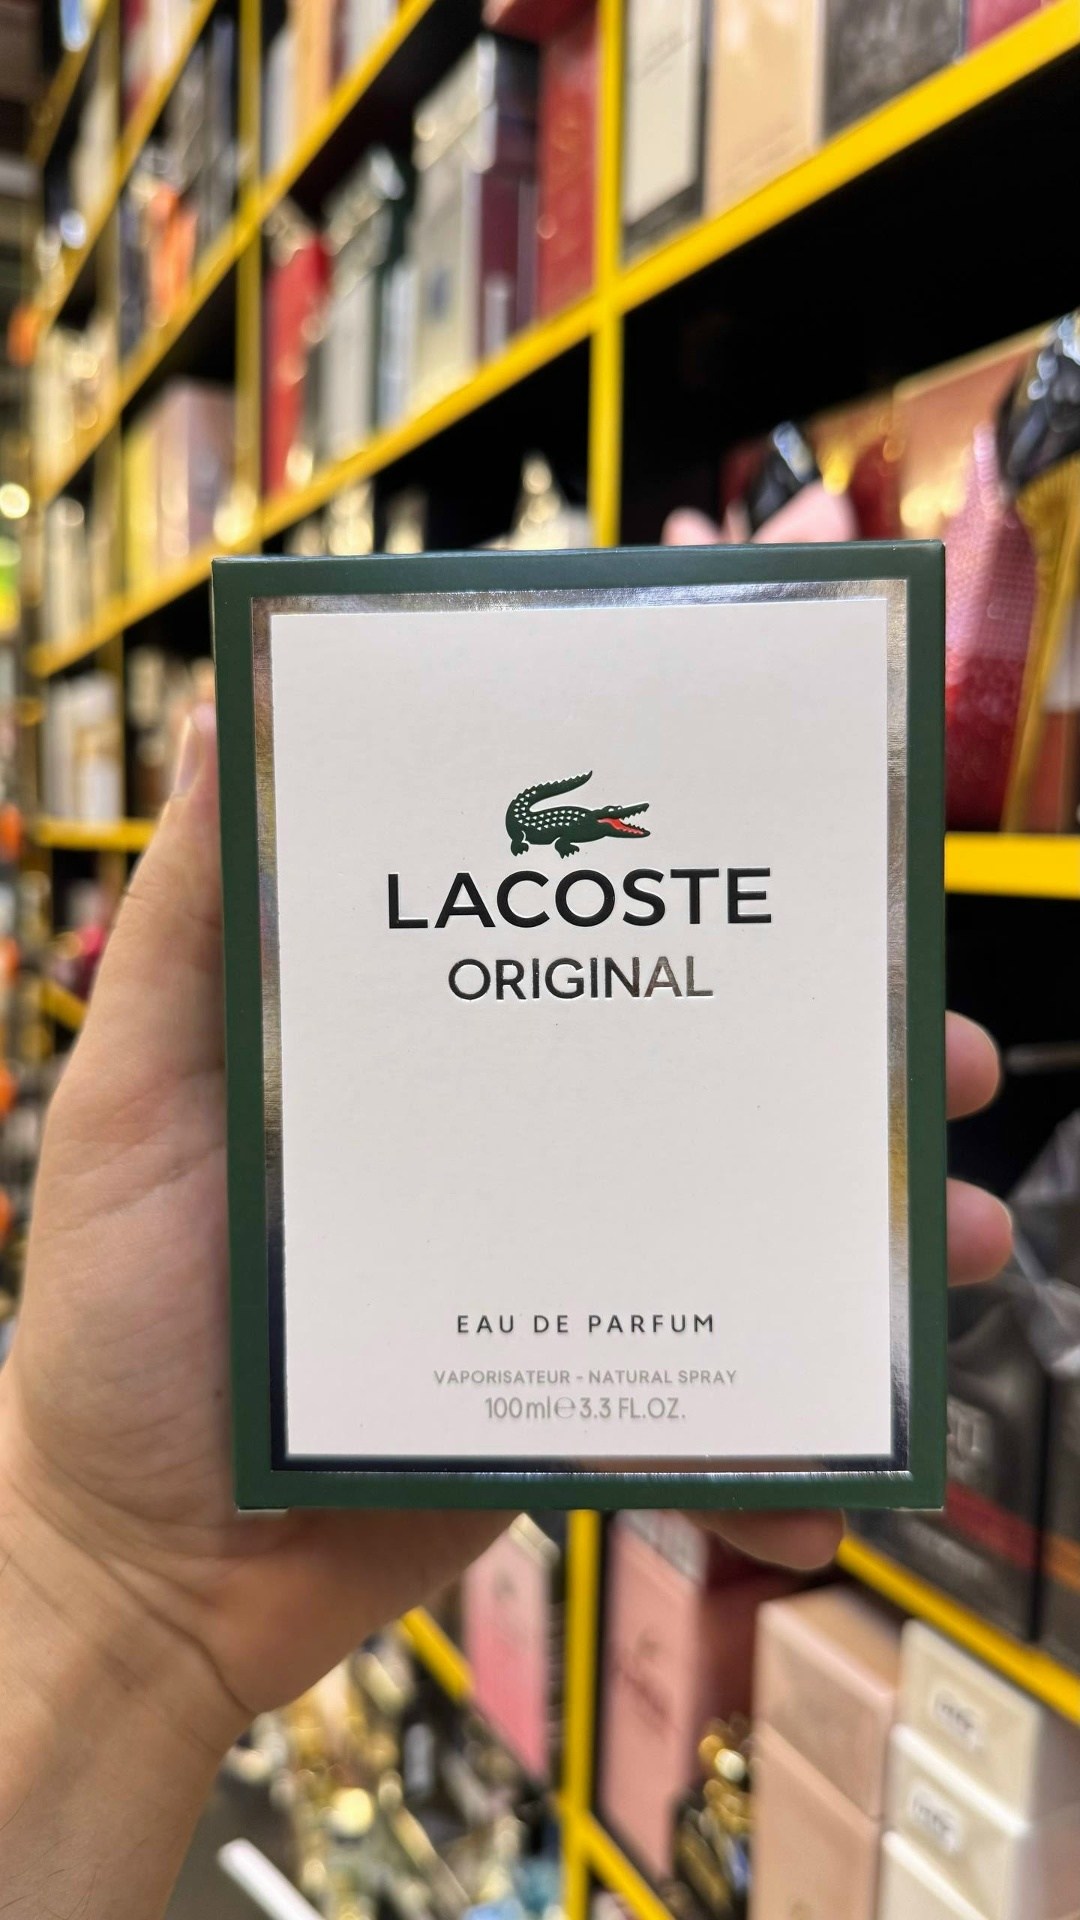 LACOSTE
ORIGINAL
EAU DE PARFUM
VAPORISATEUR - NATURAL SPRAY
100ml℮3.3 FL.OZ.